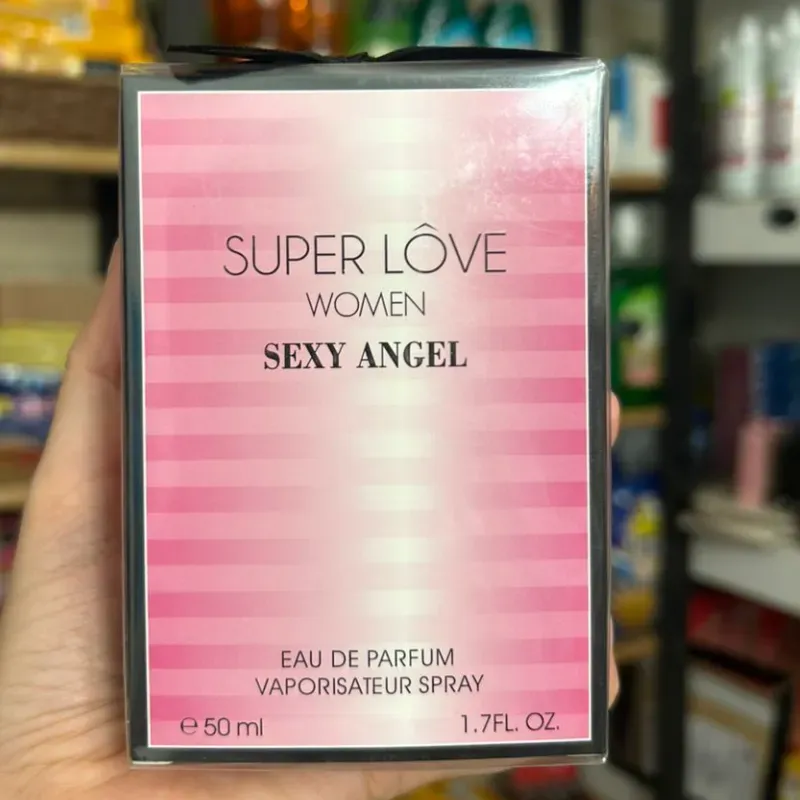 SUPER LÔVE
WOMEN
SEXY ANGEL
EAU DE PARFUM
VAPORISATEUR SPRAY
℮ 50 ml
1.7FL. OZ.